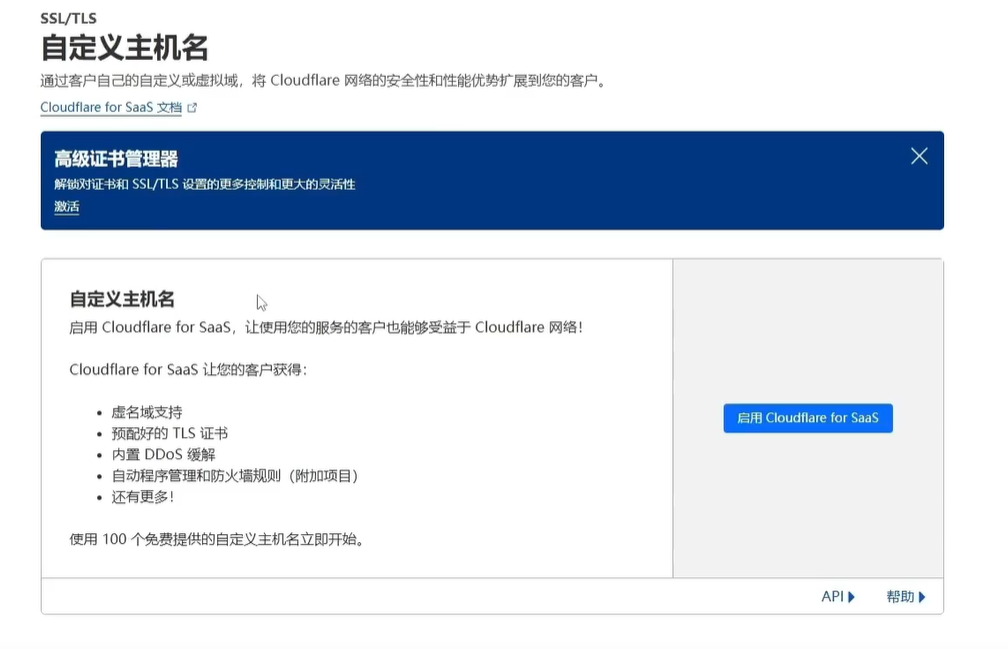 SSL/TLS
自定义主机名
通过客户自己的自定义或虚拟域，将 Cloudflare 网络的安全性和性能优势扩展到您的客户。
Cloudflare for SaaS 文档
高级证书管理器
解锁对证书和 SSL/TLS 设置的更多控制和更大的灵活性
激活
自定义主机名
启用 Cloudflare for SaaS，让使用您的服务的客户也能够受益于 Cloudflare 网络！
Cloudflare for SaaS 让您的客户获得：
• 虚名域支持
• 预配好的 TLS 证书
• 内置 DDoS 缓解
• 自动程序管理和防火墙规则（附加项目）
• 还有更多！
使用 100 个免费提供的自定义主机名立即开始。
启用 Cloudflare for SaaS
API
帮助